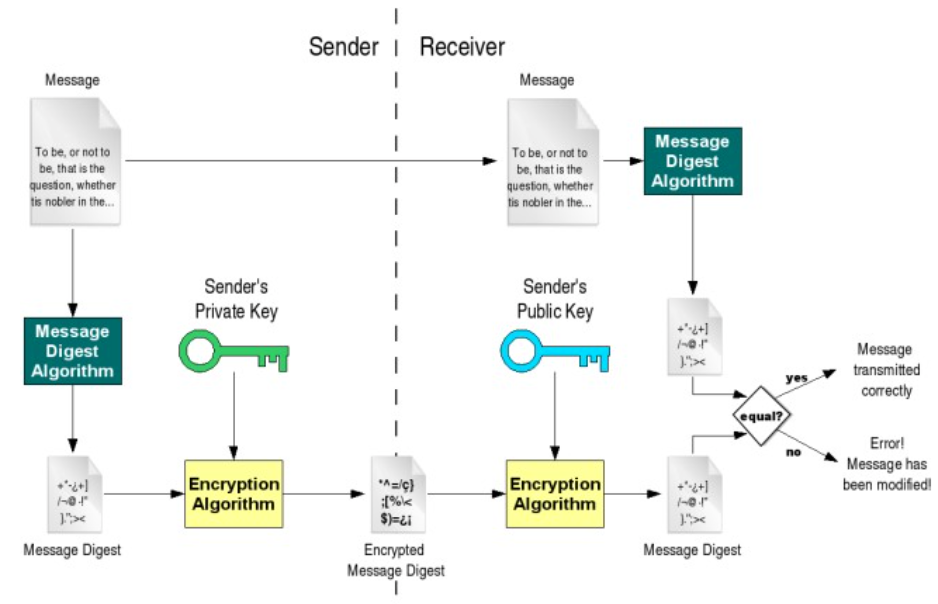 Sender
Receiver
Message
To be, or not to
be, that is the
question, whether
tis nobler in the...
Message
To be, or not to
be, that is the
question, whether
tis nobler in the...
Message
Digest
Algorithm
Sender's
Private Key
Sender's
Public Key
Message
Digest
Algorithm
+*-¿+]
/¬@·!"
}.";><
equal?
yes
Message
transmitted
correctly
no
Error!
Message has
been modified!
+*-¿+]
/¬@·!"
}.";><
Message Digest
Encryption
Algorithm
*^=/ç}
;[%\<
$)=¿¡
Encrypted
Message Digest
Encryption
Algorithm
+*-¿+]
/¬@·!"
}.";><
Message Digest